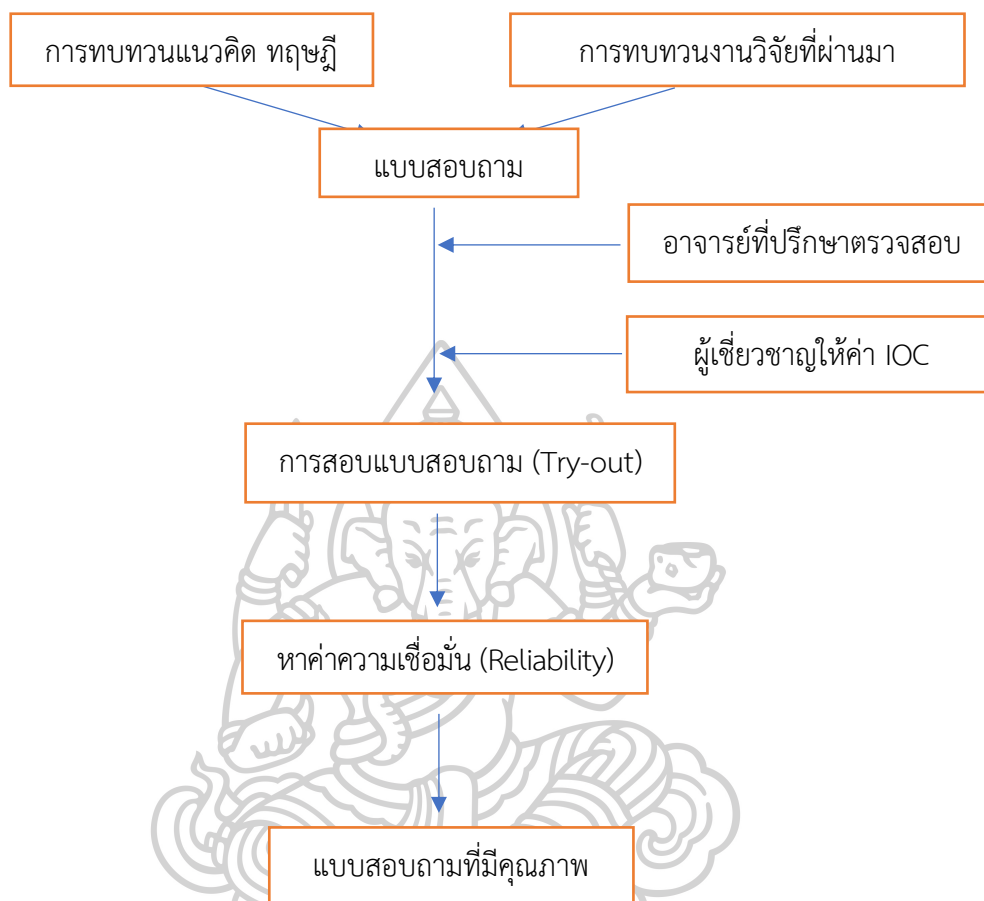 การทบทวนแนวคิด ทฤษฎี
การทบทวนงานวิจัยที่ผ่านมา
แบบสอบถาม
อาจารย์ที่ปรึกษาตรวจสอบ
ผู้เชี่ยวชาญให้ค่า IOC
การสอบแบบสอบถาม (Try-out)
หาค่าความเชื่อมั่น (Reliability)
แบบสอบถามที่มีคุณภาพ